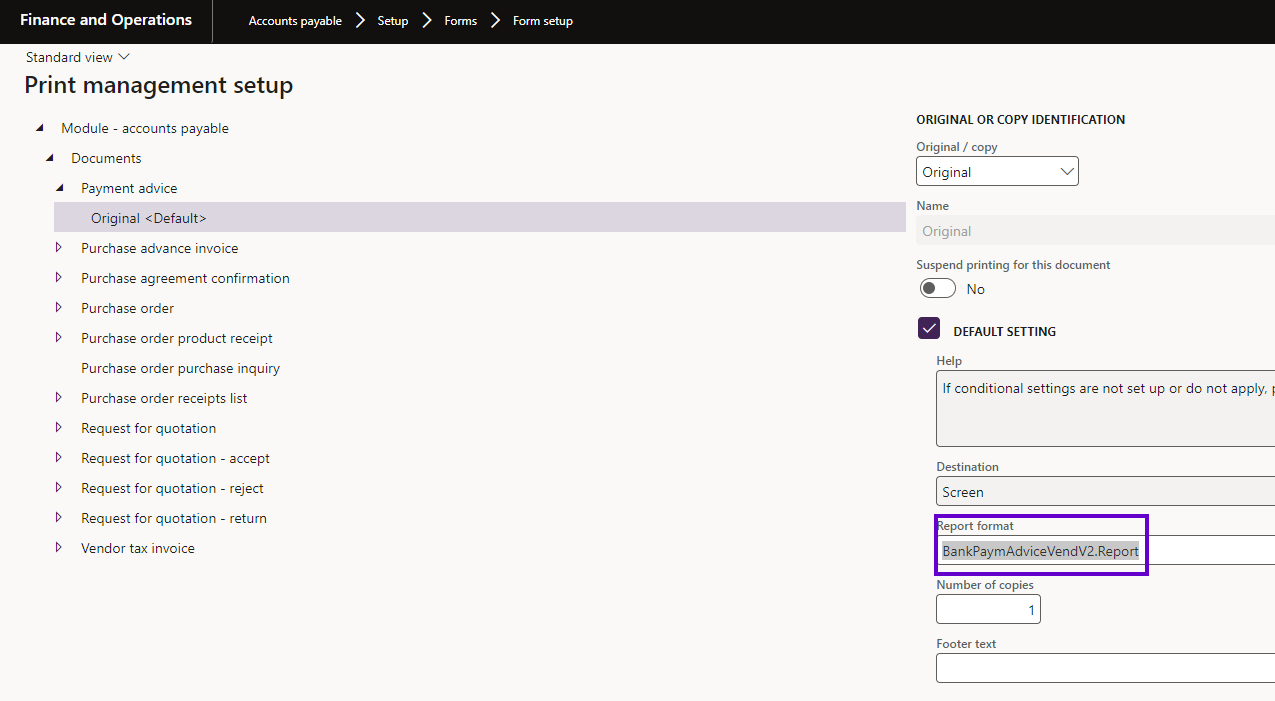 Finance and Operations
Accounts payable Setup Forms Form setup
Standard view
Print management setup
Module - accounts payable
Documents
Payment advice
Original <Default>
Purchase advance invoice
Purchase agreement confirmation
Purchase order
Purchase order product receipt
Purchase order purchase inquiry
Purchase order receipts list
Request for quotation
Request for quotation - accept
Request for quotation - reject
Request for quotation - return
Vendor tax invoice
ORIGINAL OR COPY IDENTIFICATION
Original / copy
Original
Name
Original
Suspend printing for this document
No
DEFAULT SETTING
Help
If conditional settings are not set up or do not apply,
Destination
Screen
Report format
BankPaymAdviceVendV2.Report
Number of copies
1
Footer text